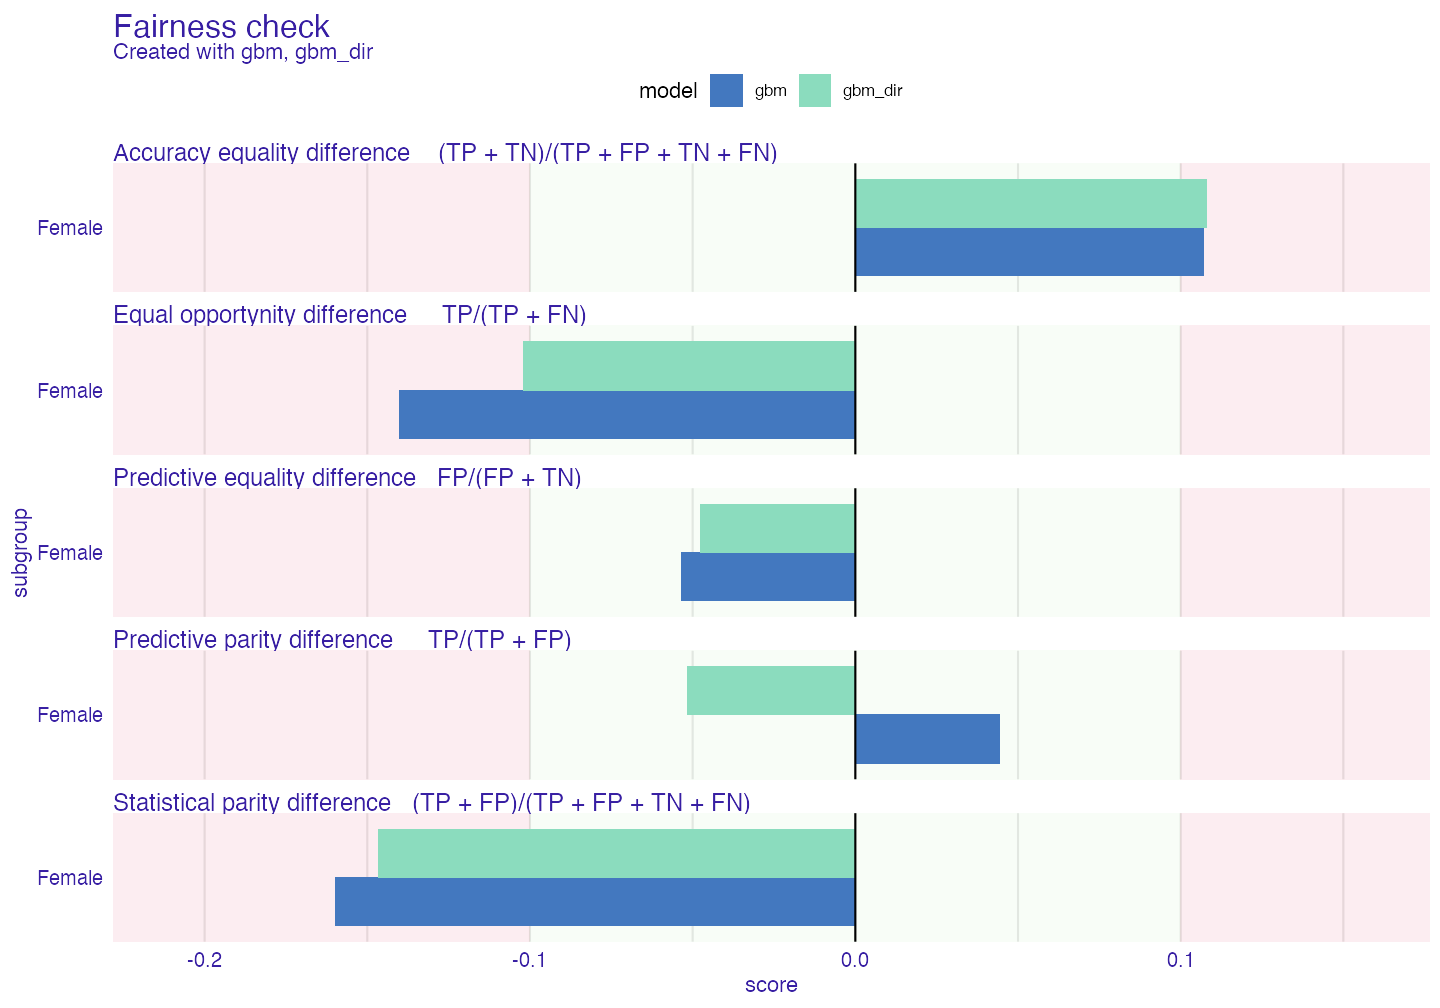 Fairness check
Created with gbm, gbm_dir
model gbm gbm_dir
Accuracy equality difference (TP + TN)/(TP + FP + TN + FN)
Female
Equal opportynity difference TP/(TP + FN)
Female
Predictive equality difference FP/(FP + TN)
Female
Predictive parity difference TP/(TP + FP)
Female
Statistical parity difference (TP + FP)/(TP + FP + TN + FN)
Female
subgroup
-0.2 -0.1 0.0 0.1
score